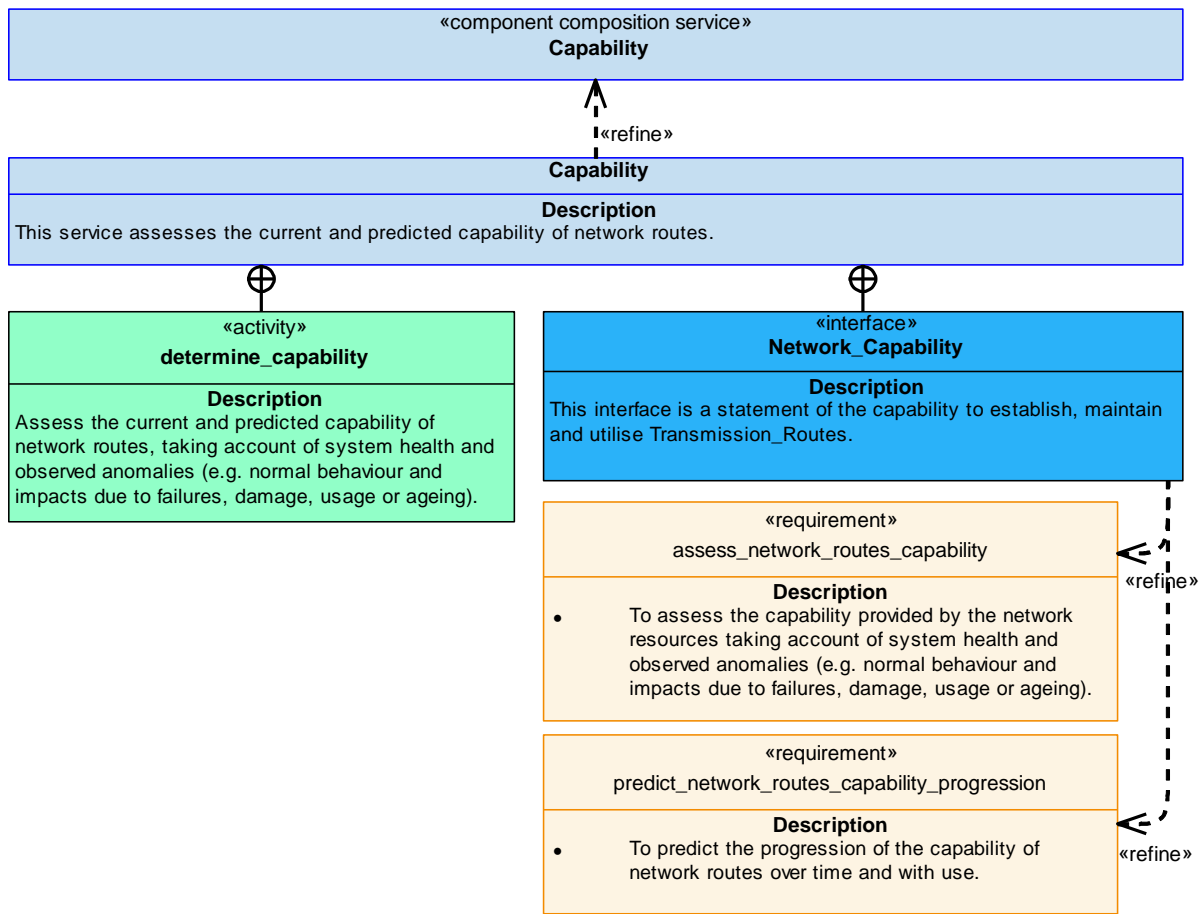 «component composition service»
Capability
«refine»
Capability
Description
This service assesses the current and predicted capability of network routes.
«activity»
determine_capability
Description
Assess the current and predicted capability of
network routes, taking account of system health and
observed anomalies (e.g. normal behaviour and
impacts due to failures, damage, usage or ageing).
«interface»
Network_Capability
Description
This interface is a statement of the capability to establish, maintain
and utilise Transmission_Routes.
«requirement»
assess_network_routes_capability
«refine»
Description
• To assess the capability provided by the network
resources taking account of system health and
observed anomalies (e.g. normal behaviour and
impacts due to failures, damage, usage or ageing).
«requirement»
predict_network_routes_capability_progression
Description
• To predict the progression of the capability of
network routes over time and with use.
«refine»